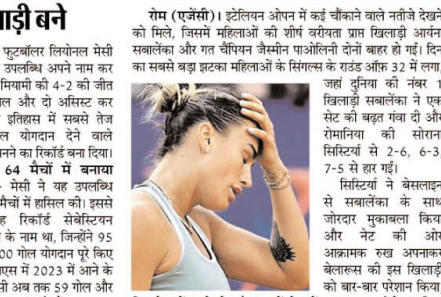 ाड़ी बने
फुटबॉलर लियोनल मेसी
उपलब्धि अपने नाम कर
मियामी की 4-2 की जीत
ल और दो असिस्ट कर
इतिहास में सबसे तेज
ल योगदान देने वाले
नने का रिकॉर्ड बना दिया।
64 मैचों में बनाया
मेसी ने यह उपलब्धि
मैचों में हासिल की। इससे
ह रिकॉर्ड सेबेस्टियन
के नाम था, जिन्होंने 95
00 गोल योगदान पूरे किए
एस में 2023 में आने के
सी अब तक 59 गोल और
रोम (एजेंसी)। इटेलियन ओपन में कई चौंकाने वाले नतीजे देखने
को मिले, जिसमें महिलाओं की शीर्ष वरीयता प्राप्त खिलाड़ी आर्यन
सबालेंका और गत चैंपियन जैस्मीन पाओलिनी दोनों बाहर हो गई। दिन
का सबसे बड़ा झटका महिलाओं के सिंगल्स के राउंड ऑफ़ 32 में लगा,
जहां दुनिया की नंबर 1
खिलाड़ी सबालेंका ने एक
सेट की बढ़त गंवा दी और
रोमानिया की सोराना
सिर्स्टिया से 2-6, 6-3,
7-5 से हार गई।
सिर्स्टिया ने बेसलाइन
से सबालेंका के साथ
जोरदार मुकाबला किया
और नेट की ओर
आक्रामक रुख अपनाकर
बेलारूस की इस खिलाड़ी
को बार-बार परेशान किया